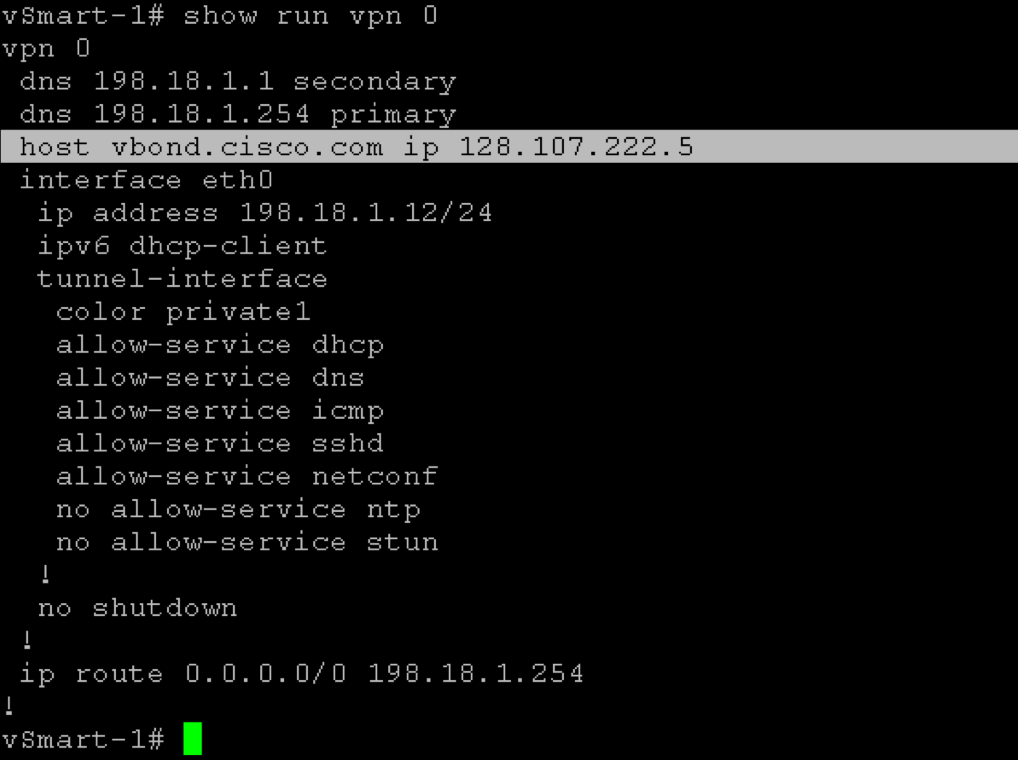 vSmart-1# show run vpn 0
vpn 0
 dns 198.18.1.1 secondary
 dns 198.18.1.254 primary
 host vbond.cisco.com ip 128.107.222.5
 interface eth0
  ip address 198.18.1.12/24
  ipv6 dhcp-client
  tunnel-interface
   color private1
   allow-service dhcp
   allow-service dns
   allow-service icmp
   allow-service sshd
   allow-service netconf
   no allow-service ntp
   no allow-service stun
  !
  no shutdown
 !
 ip route 0.0.0.0/0 198.18.1.254
!
vSmart-1#